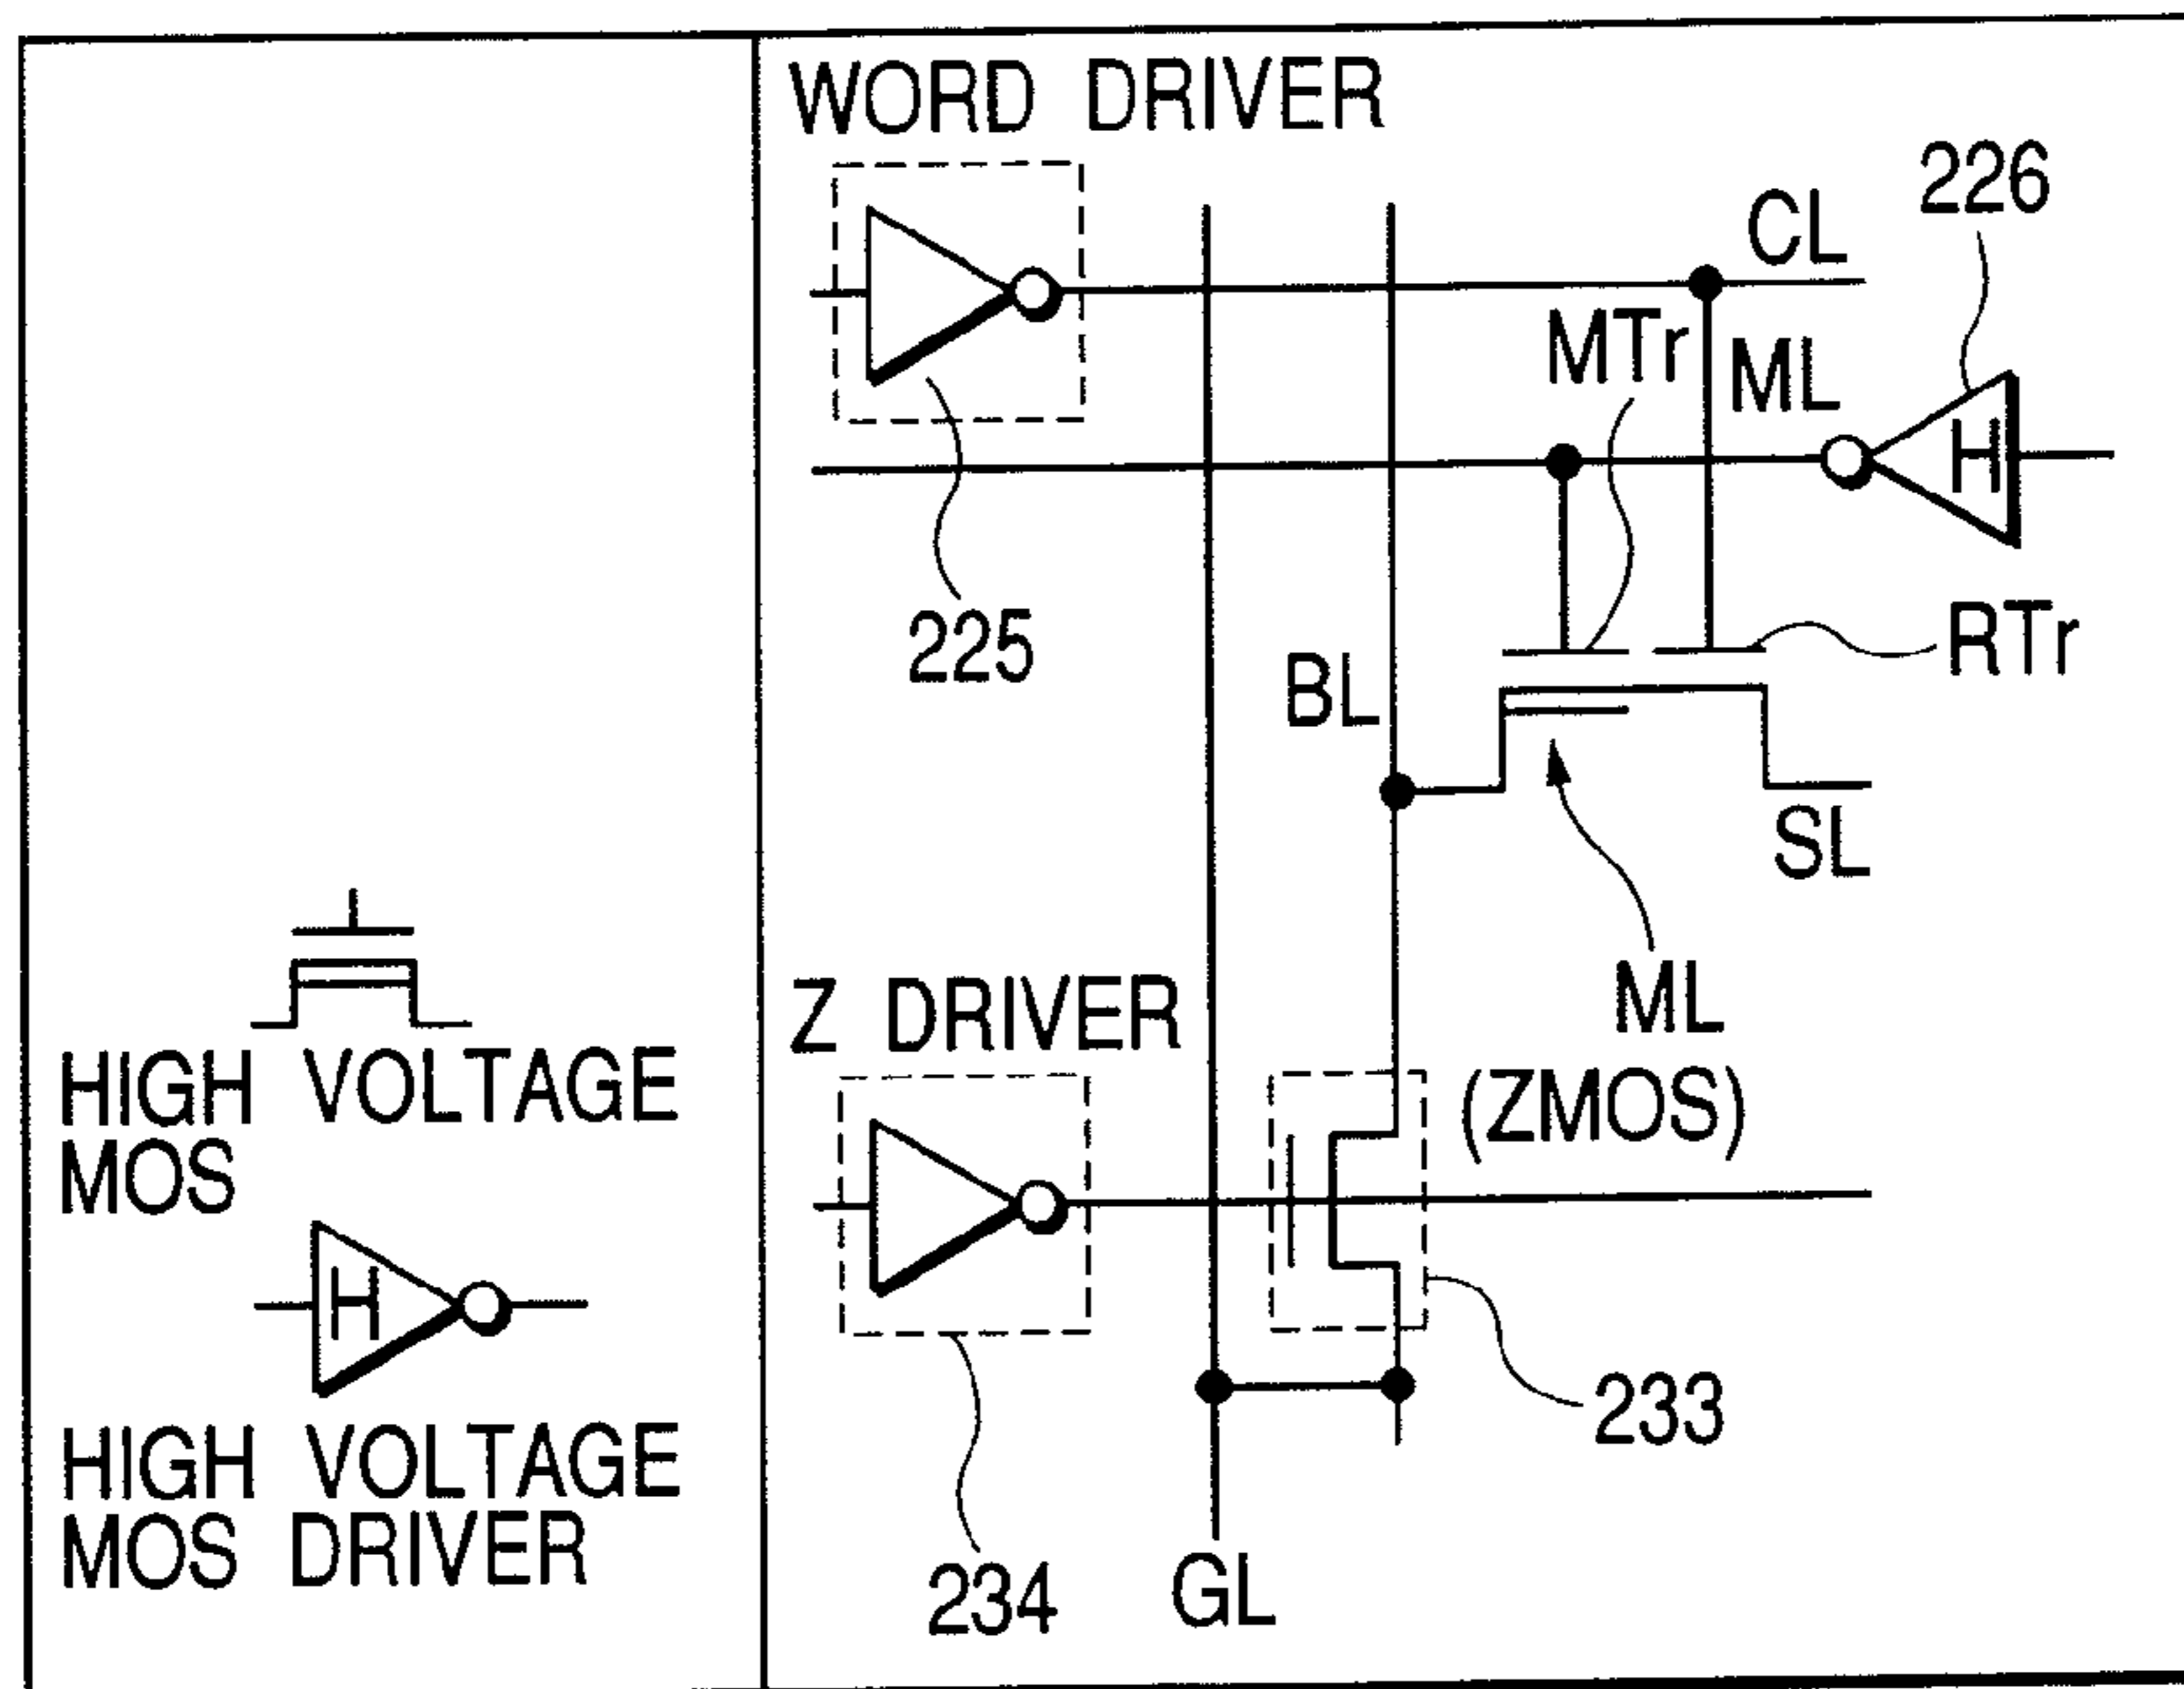 WORD DRIVER
226
CL
MTr
ML
H
225
RTr
BL
SL
ML
(ZMOS)
Z DRIVER
233
234
GL
HIGH VOLTAGE
MOS
H
HIGH VOLTAGE
MOS DRIVER